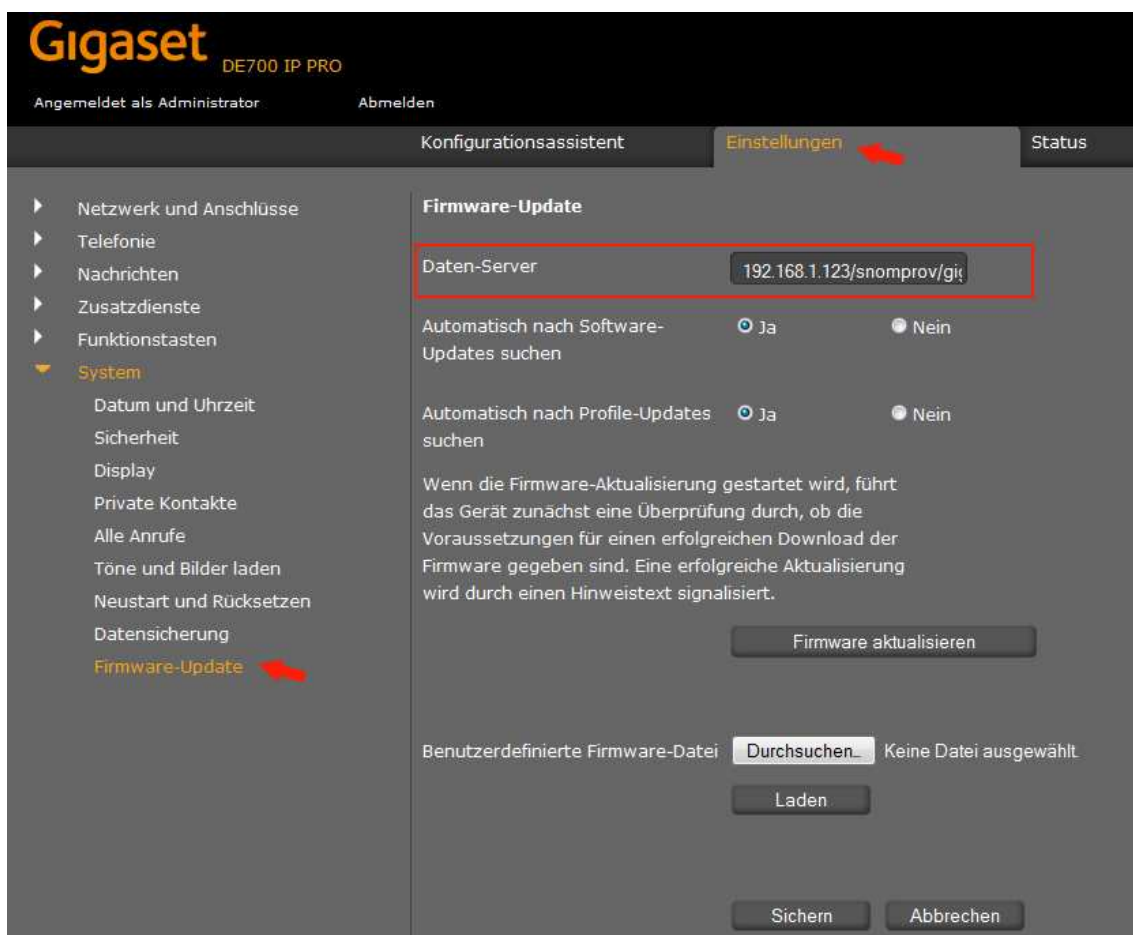 Gigaset DE700 IP PRO
Angemeldet als Administrator Abmelden
Konfigurationsassistent Einstellungen Status
Netzwerk und Anschlüsse
Telefonie
Nachrichten
Zusatzdienste
Funktionstasten
System
Datum und Uhrzeit
Sicherheit
Display
Private Kontakte
Alle Anrufe
Töne und Bilder laden
Neustart und Rücksetzen
Datensicherung
Firmware-Update
Firmware-Update
Daten-Server 192.168.1.123/snomprov/gig
Automatisch nach Software- Ja Nein
Updates suchen
Automatisch nach Profile-Updates Ja Nein
suchen
Wenn die Firmware-Aktualisierung gestartet wird, führt
das Gerät zunächst eine Überprüfung durch, ob die
Voraussetzungen für einen erfolgreichen Download der
Firmware gegeben sind. Eine erfolgreiche Aktualisierung
wird durch einen Hinweistext signalisiert.
Firmware aktualisieren
Benutzerdefinierte Firmware-Datei Durchsuchen… Keine Datei ausgewählt.
Laden
Sichern Abbrechen